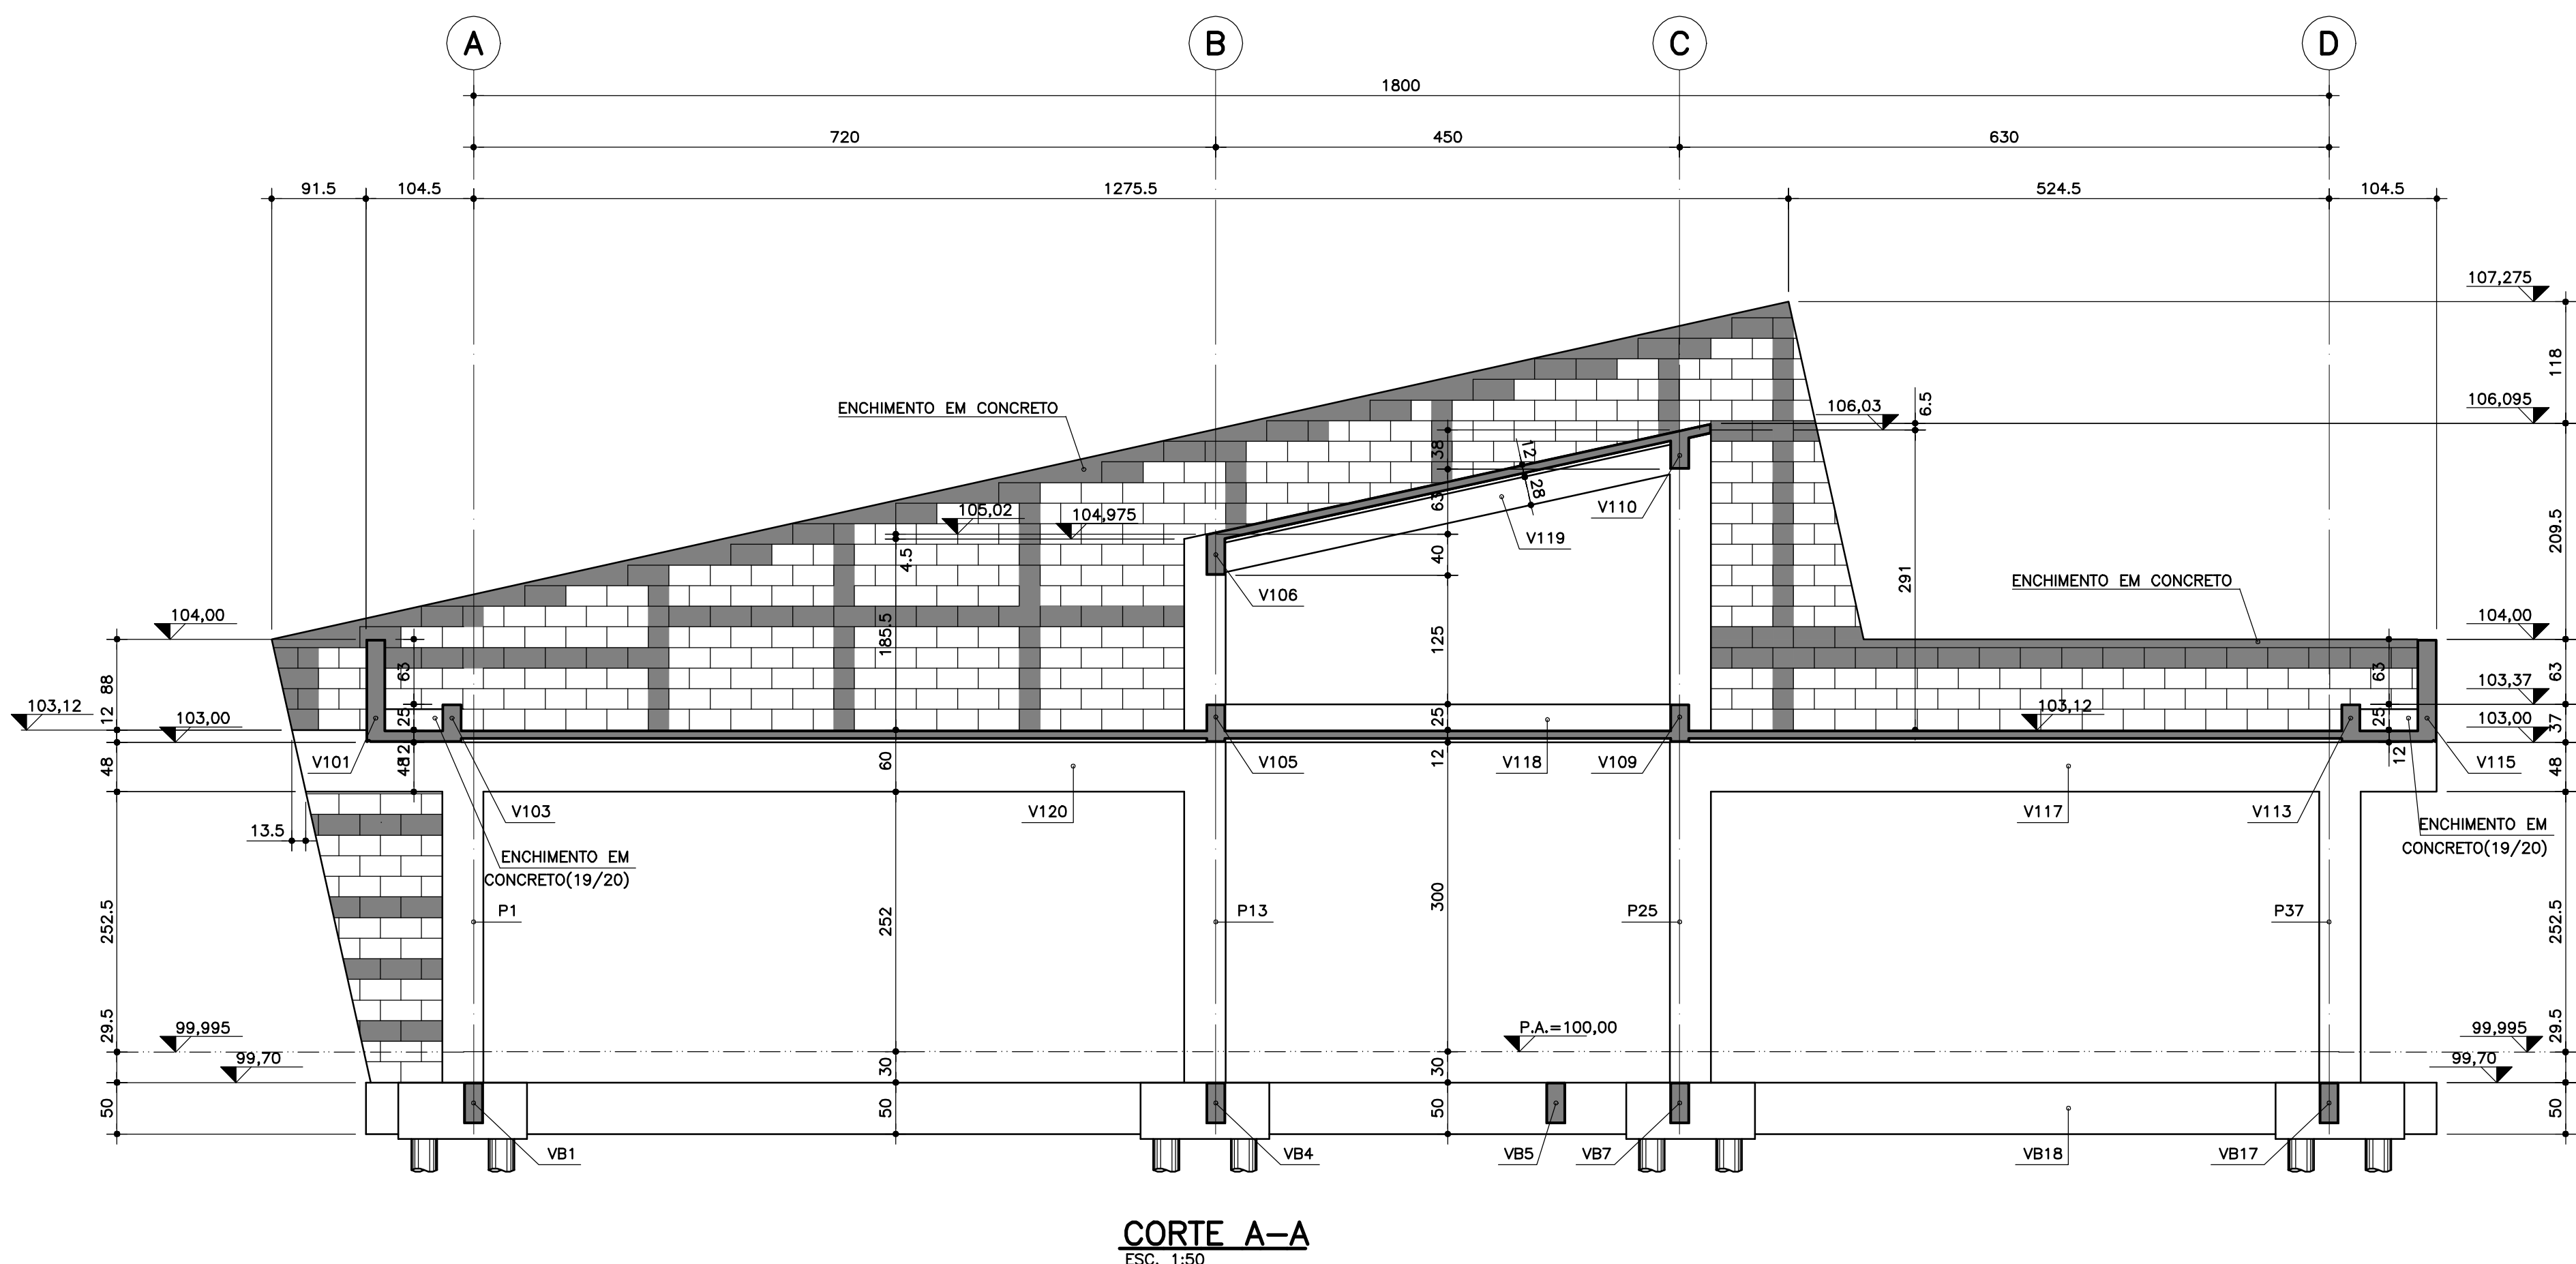 A B C D
1800
720 450 630
91.5 104.5 1275.5 524.5 104.5
107,275
118
ENCHIMENTO EM CONCRETO
106,03
6.5
106,095
38
12
28
63
V110
V119
105,02
104,975
4.5
40
V106
291
209.5
ENCHIMENTO EM CONCRETO
104,00
104,00
185.5
125
63
63
63
88
103,37
103,12
103,12
12
103,00
25
25
25
103,00
37
48
V101
12
48
60
V105
12
V118
V109
12
V115
48
V103
V120
V117
V113
13.5
ENCHIMENTO EM
CONCRETO(19/20)
ENCHIMENTO EM
CONCRETO(19/20)
252.5
P1
252
P13
300
P25
P37
252.5
29.5
99,995
P.A.=100,00
99,995
29.5
99,70
30
30
99,70
50
50
50
50
VB1
VB4
VB5
VB7
VB18
VB17
CORTE A-A
ESC. 1:50